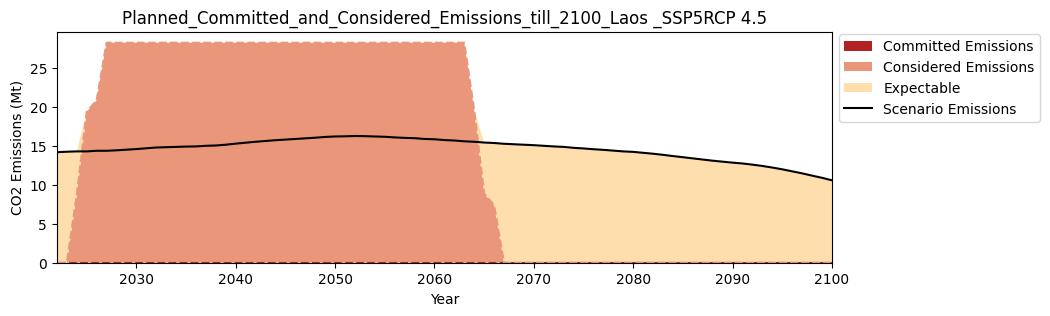 Planned_Committed_and_Considered_Emissions_till_2100_Laos _SSP5RCP 4.5
Committed Emissions
Considered Emissions
Expectable
Scenario Emissions
CO2 Emissions (Mt)
25
20
15
10
5
0
2030 2040 2050 2060 2070 2080 2090 2100
Year